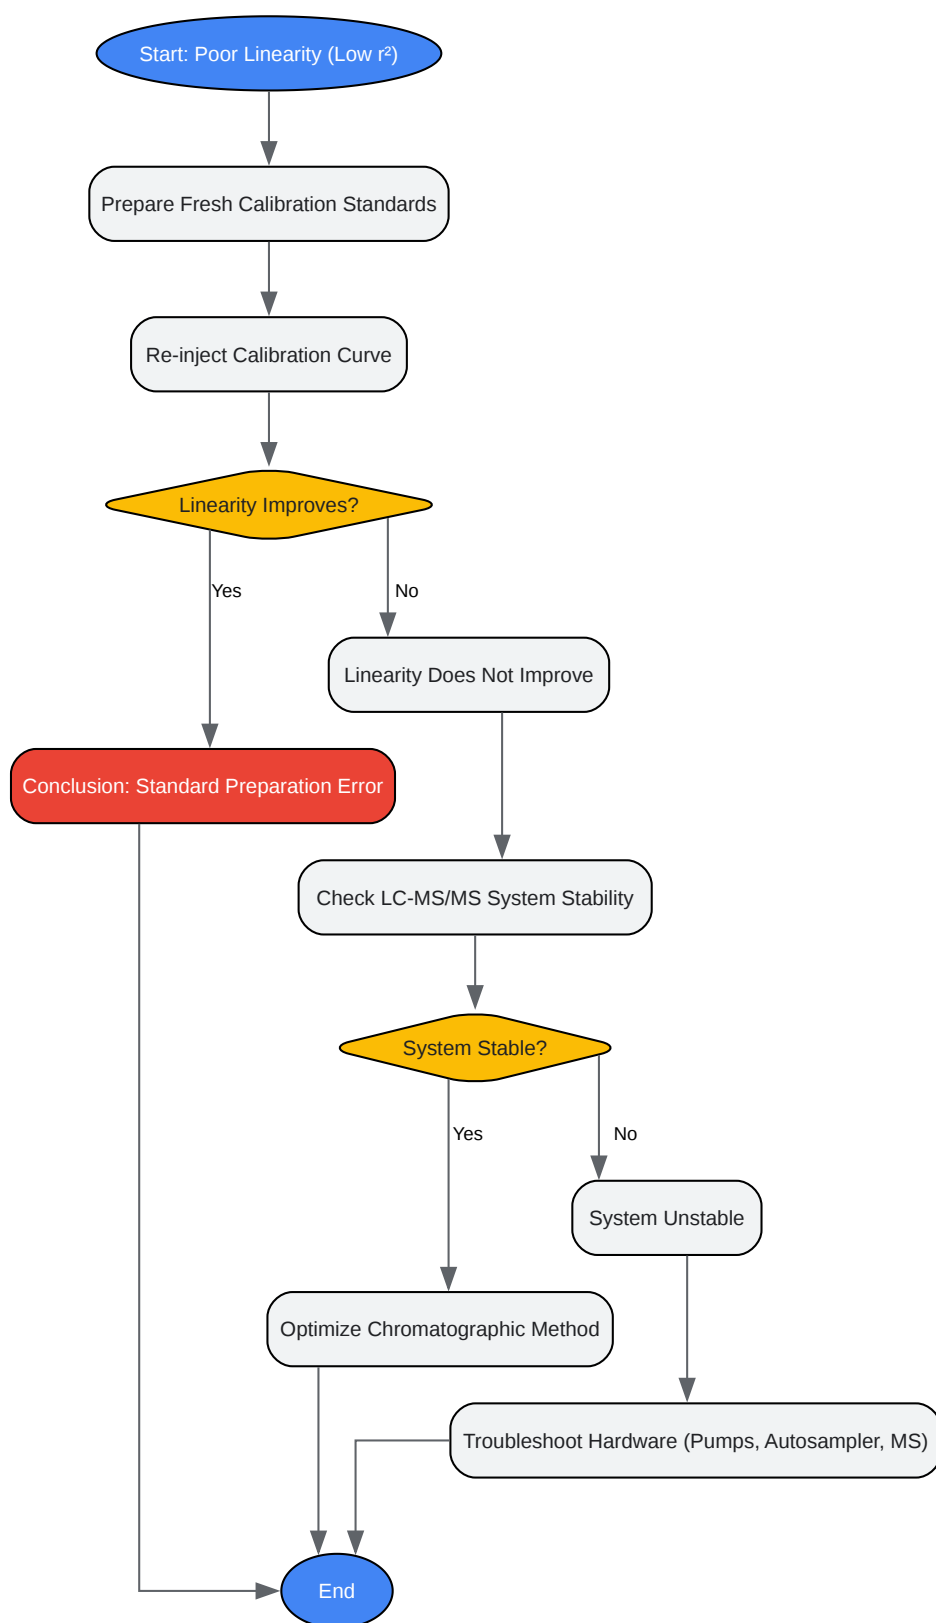 Start: Poor Linearity (Low r²)
Prepare Fresh Calibration Standards
Re-inject Calibration Curve
Linearity Improves?
Yes
No
Linearity Does Not Improve
Conclusion: Standard Preparation Error
Check LC-MS/MS System Stability
System Stable?
Yes
No
System Unstable
Optimize Chromatographic Method
Troubleshoot Hardware (Pumps, Autosampler, MS)
End